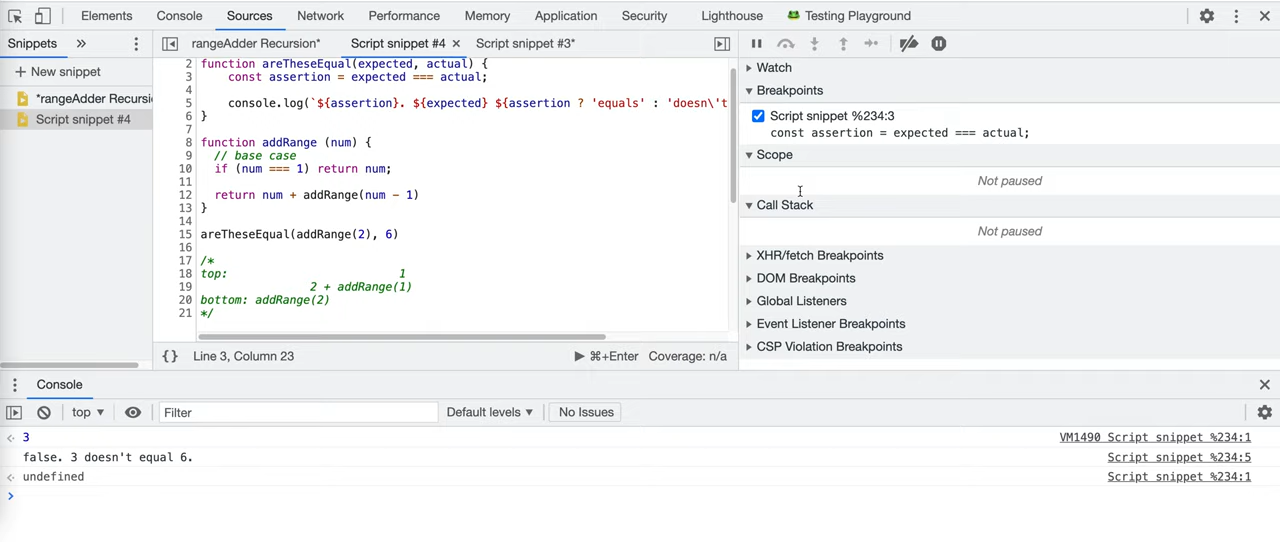 Elements Console Sources Network Performance Memory Application Security Lighthouse 🐸 Testing Playground
Snippets » rangeAdder Recursion* Script snippet #4 × Script snippet #3*
+ New snippet
*rangeAdder Recursi
Script snippet #4
2 function areTheseEqual(expected, actual) {
3 const assertion = expected === actual;
4
5 console.log(`${assertion}. ${expected} ${assertion ? 'equals' : 'doesn\'t
6 }
7
8 function addRange (num) {
9 // base case
10 if (num === 1) return num;
11
12 return num + addRange(num - 1)
13 }
14
15 areTheseEqual(addRange(2), 6)
16
17 /*
18 top: 1
19 2 + addRange(1)
20 bottom: addRange(2)
21 */
{} Line 3, Column 23 ▶ ⌘+Enter Coverage: n/a
Watch
Breakpoints
Script snippet %234:3
const assertion = expected === actual;
Scope
Not paused
Call Stack
Not paused
XHR/fetch Breakpoints
DOM Breakpoints
Global Listeners
Event Listener Breakpoints
CSP Violation Breakpoints
Console
top ▼ Filter Default levels ▼ No Issues
3 VM1490 Script snippet %234:1
false. 3 doesn't equal 6. Script snippet %234:5
undefined Script snippet %234:1